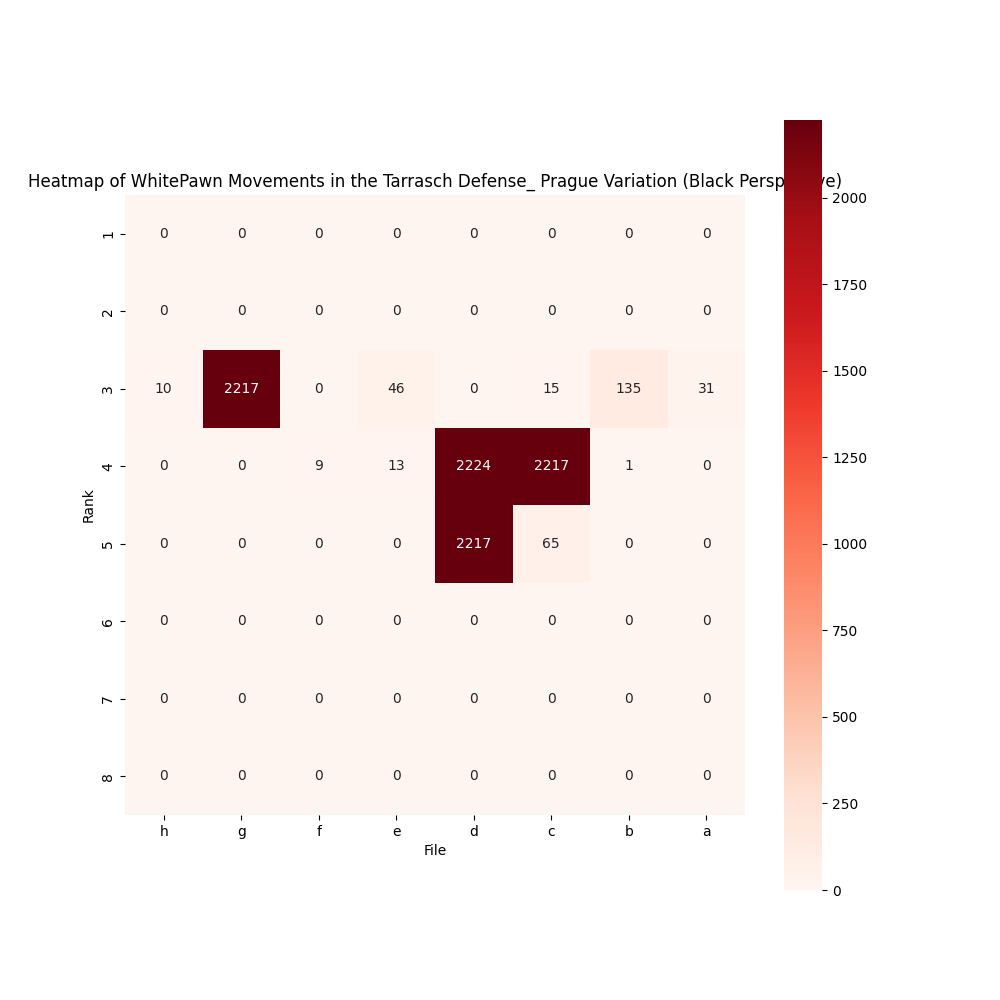 Heatmap of WhitePawn Movements in the Tarrasch Defense_ Prague Variation (Black Persp ve)
2000
1750
1500
1250
1000
750
500
250
0
Rank
1 0 0 0 0 0 0 0 0
2 0 0 0 0 0 0 0 0
3 10 2217 0 46 0 15 135 31
4 0 0 9 13 2224 2217 1 0
5 0 0 0 0 2217 65 0 0
6 0 0 0 0 0 0 0 0
7 0 0 0 0 0 0 0 0
8 0 0 0 0 0 0 0 0
h g f e d c b a
File